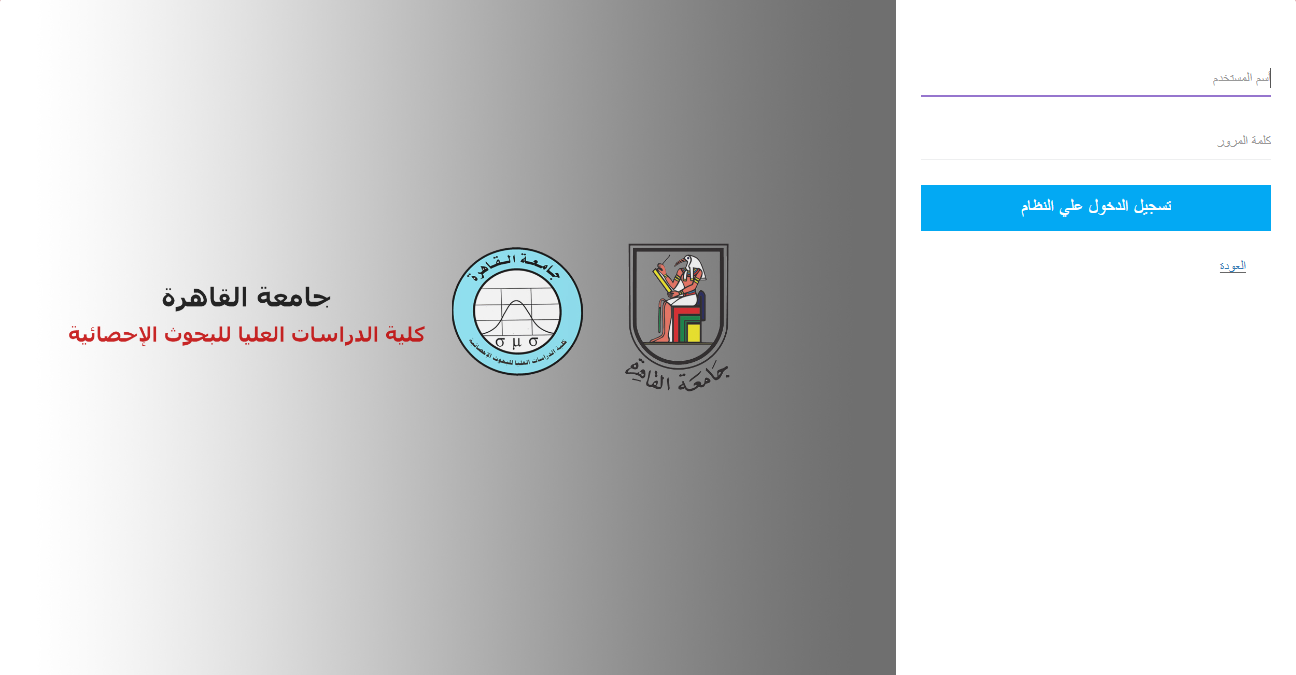 أسم المستخدم
كلمة المرور
تسجيل الدخول علي النظام
العودة
جامعة القاهرة
جامعة القاهرة
σ μ σ
كلية الدراسات العليا للبحوث الإحصائية
جامعة القاهرة
كلية الدراسات العليا للبحوث الإحصائية